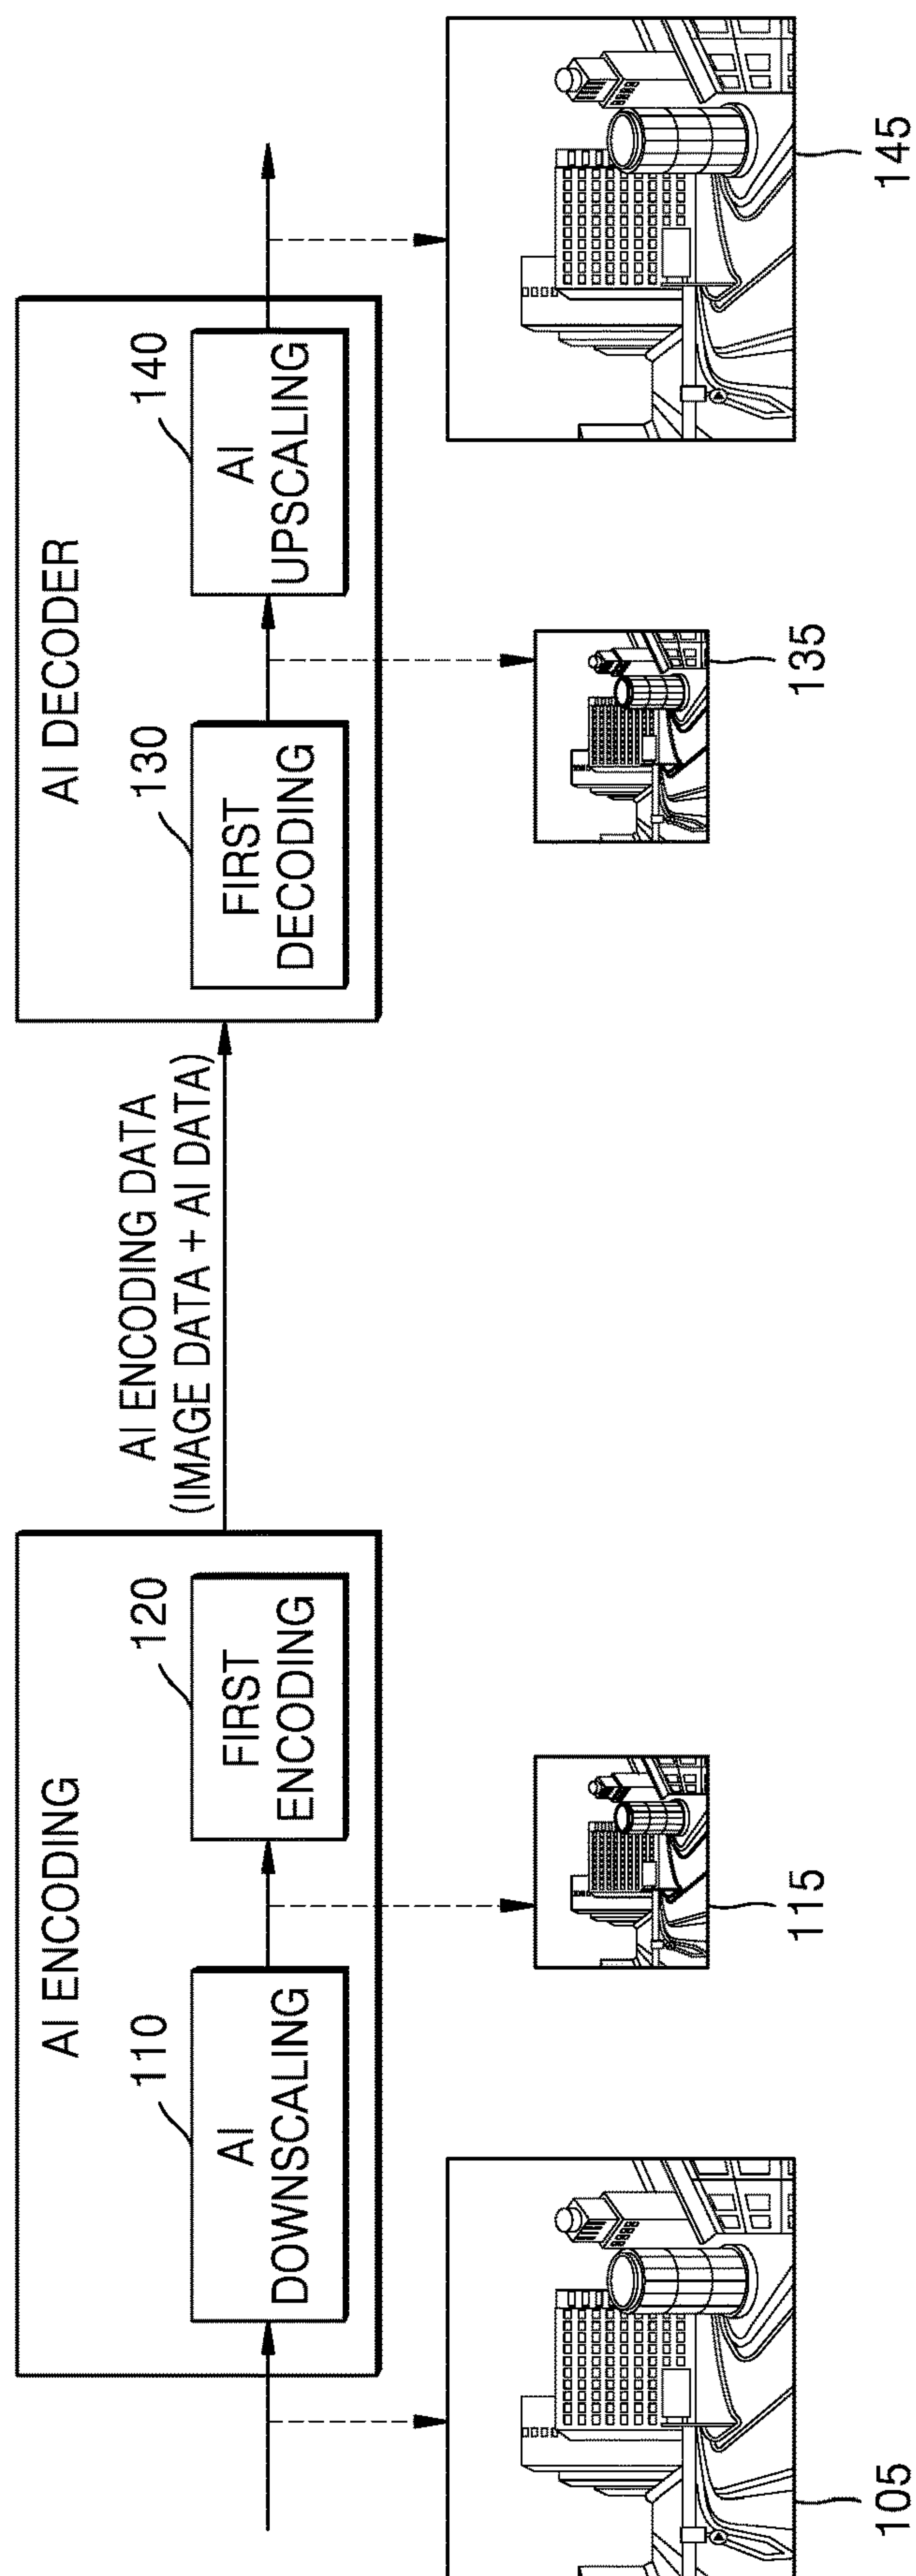 AI ENCODING
110
AI
DOWNSCALING
120
FIRST
ENCODING
AI ENCODING DATA
(IMAGE DATA + AI DATA)
AI DECODER
130
FIRST
DECODING
140
AI
UPSCALING
105
115
135
145